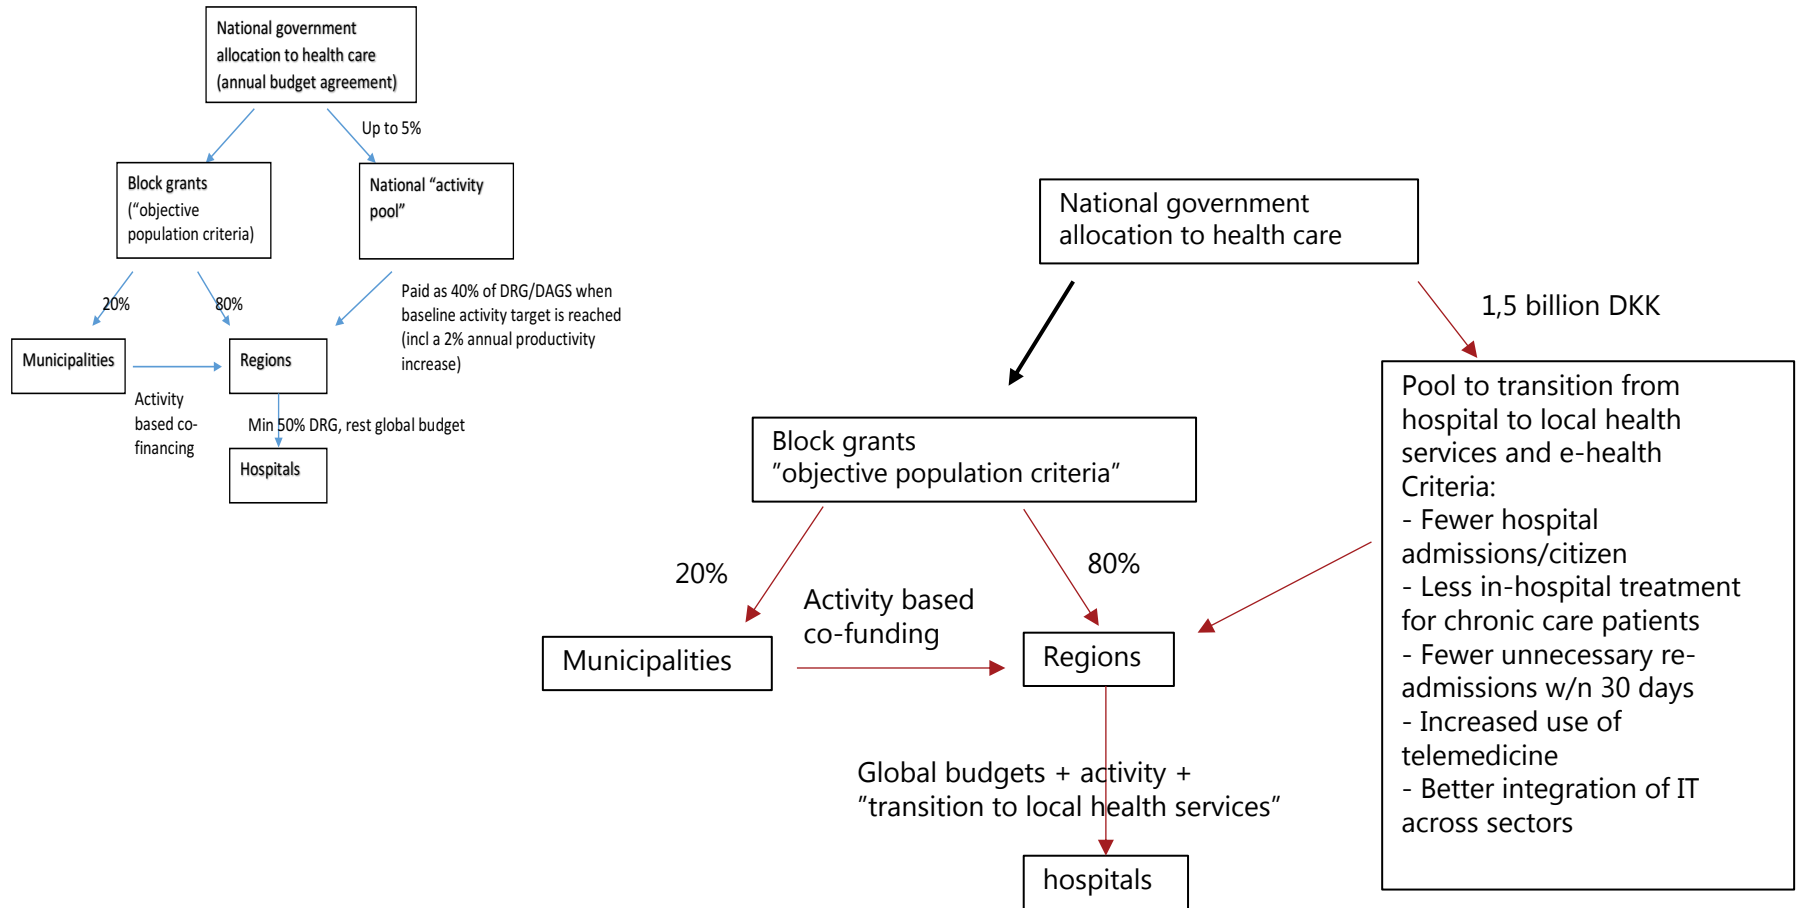 National government
allocation to health care
(annual budget agreement)
Up to 5%
Block grants
(“objective
population criteria)
National “activity
pool”
20%
80%
Paid as 40% of DRG/DAGS when
baseline activity target is reached
(incl a 2% annual productivity
increase)
Municipalities
Regions
Activity
based co-
financing
Min 50% DRG, rest global budget
Hospitals
National government
allocation to health care
1,5 billion DKK
Block grants
”objective population criteria”
Pool to transition from
hospital to local health
services and e-health
Criteria:
- Fewer hospital
admissions/citizen
- Less in-hospital treatment
for chronic care patients
- Fewer unnecessary re-
admissions w/n 30 days
- Increased use of
telemedicine
- Better integration of IT
across sectors
20%
80%
Activity based
co-funding
Municipalities
Regions
Global budgets + activity +
”transition to local health services”
hospitals